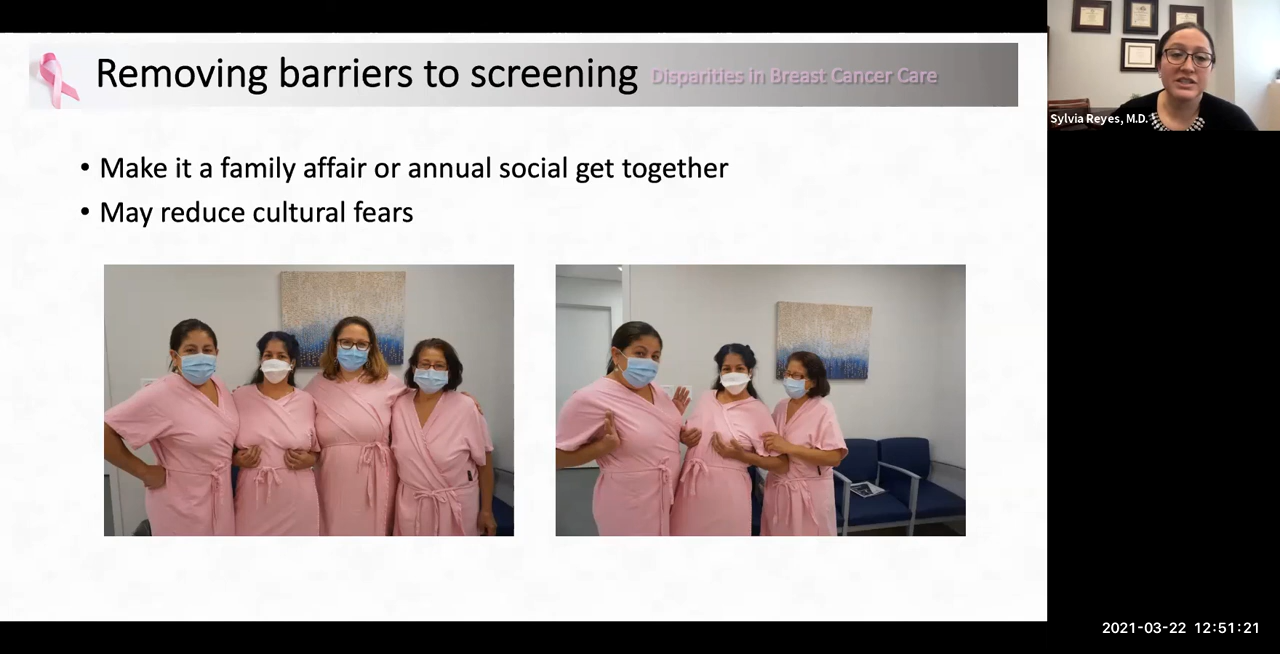 Removing barriers to screening Disparities in Breast Cancer Care
Sylvia Reyes, M.D.
• Make it a family affair or annual social get together
• May reduce cultural fears
2021-03-22 12:51:21